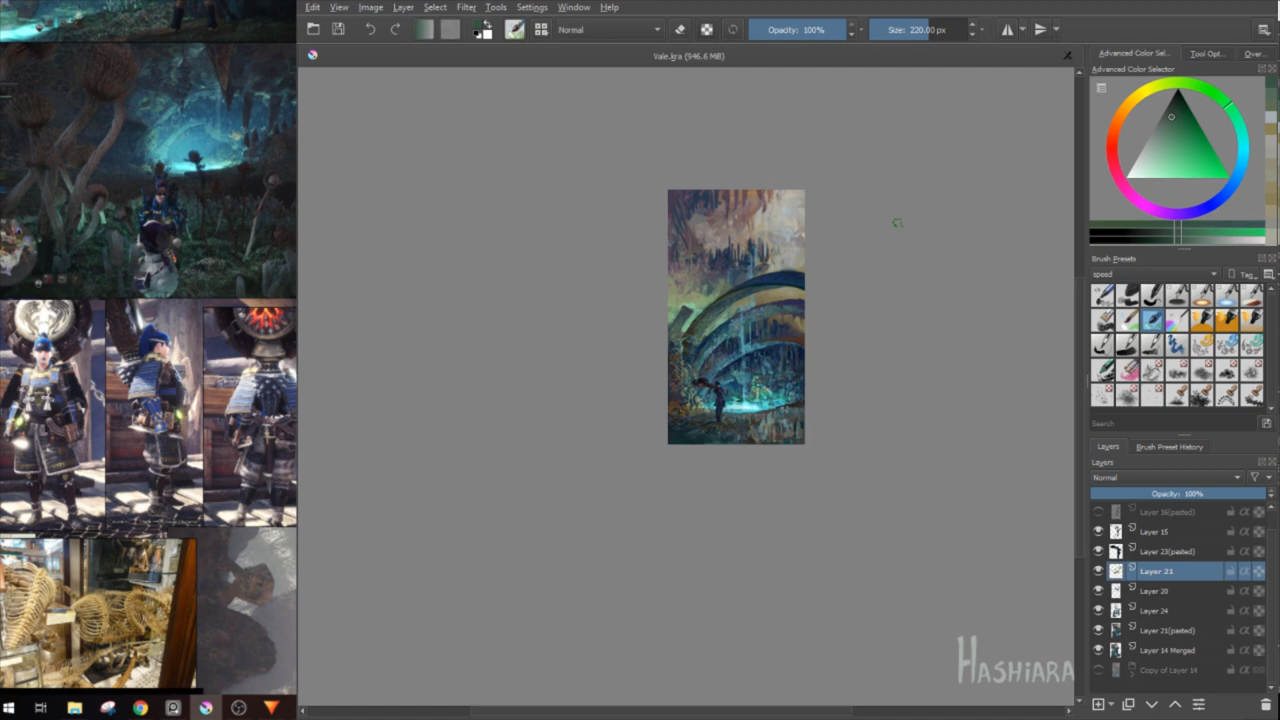 Edit View Image Layer Select Filter Tools Settings Window Help
Normal
Opacity: 100%
Size: 220.00 px
Vale.kra (946.6 MiB)
Advanced Color Sel...
Tool Opt...
Over...
Advanced Color Selector
Brush Presets
speed
Tag
Search
Layers
Brush Preset History
Layers
Normal
Opacity: 100%
Layer 16(pasted)
Layer 15
Layer 23(pasted)
Layer 21
Layer 20
Layer 24
Layer 21(pasted)
Layer 14 Merged
Copy of Layer 14
HASHIARA